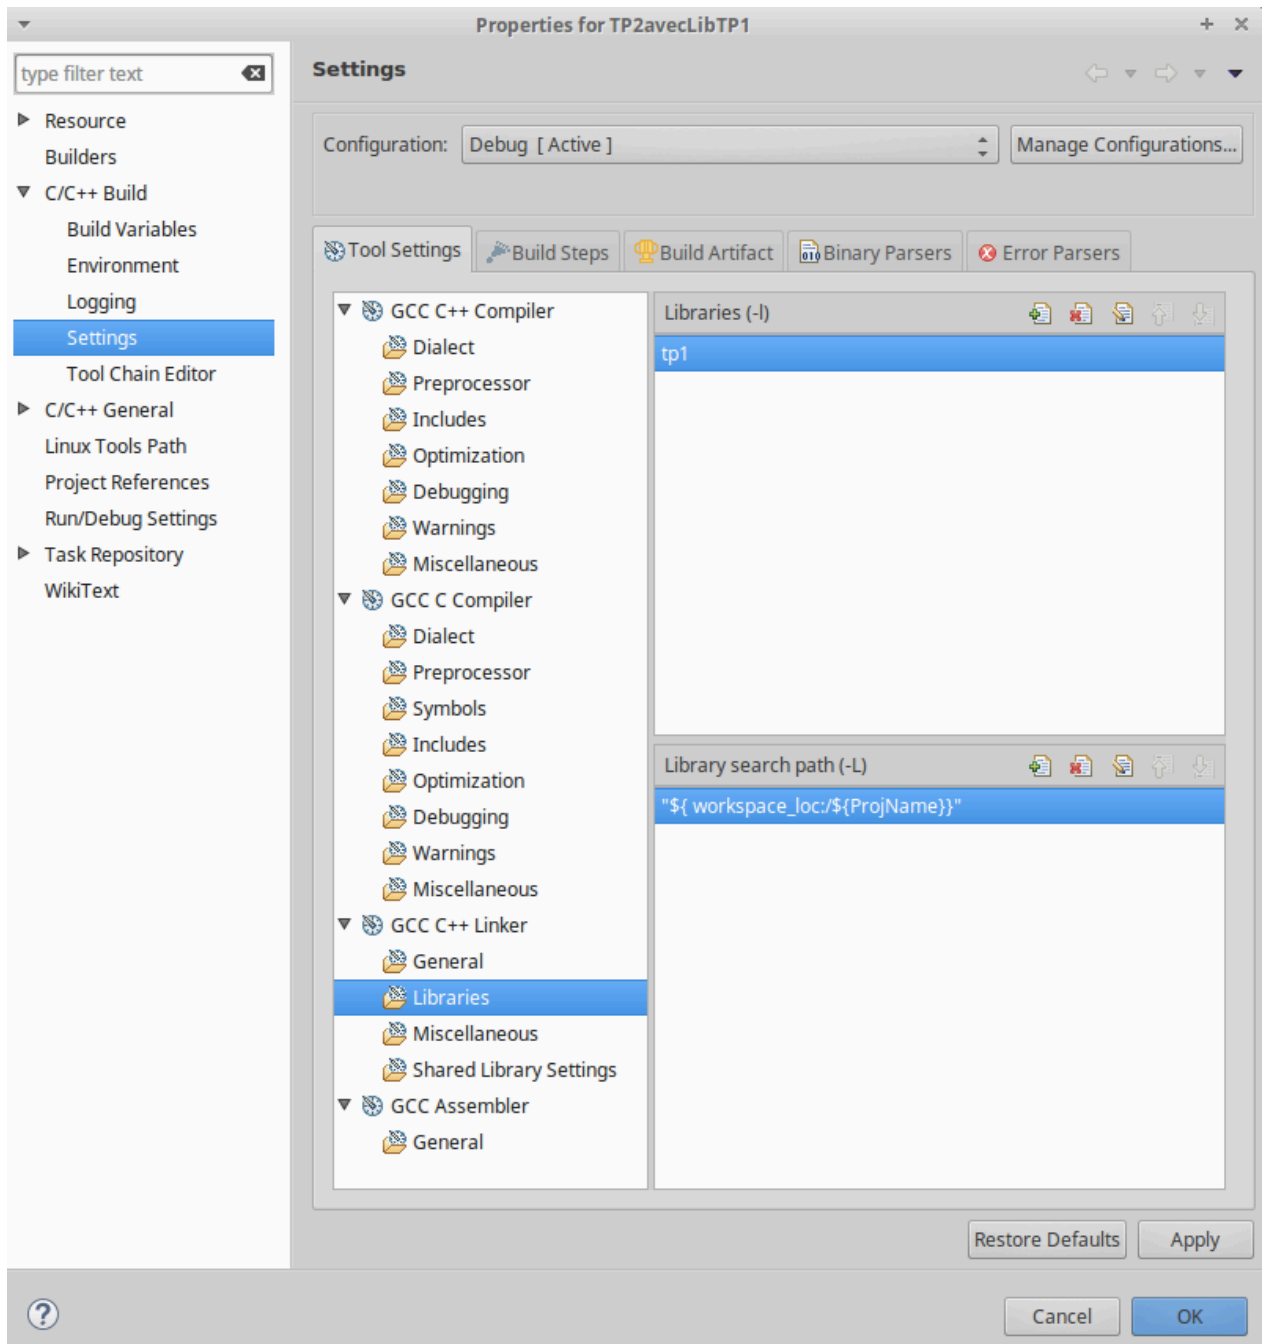 Properties for TP2avecLibTP1
type filter text
Resource
Builders
C/C++ Build
Build Variables
Environment
Logging
Settings
Tool Chain Editor
C/C++ General
Linux Tools Path
Project References
Run/Debug Settings
Task Repository
WikiText
Settings
Configuration: Debug [ Active ] Manage Configurations...
Tool Settings Build Steps Build Artifact Binary Parsers Error Parsers
GCC C++ Compiler
Dialect
Preprocessor
Includes
Optimization
Debugging
Warnings
Miscellaneous
GCC C Compiler
Dialect
Preprocessor
Symbols
Includes
Optimization
Debugging
Warnings
Miscellaneous
GCC C++ Linker
General
Libraries
Miscellaneous
Shared Library Settings
GCC Assembler
General
Libraries (-l)
tp1
Library search path (-L)
"${ workspace_loc:/${ProjName}}"
Restore Defaults Apply
Cancel OK